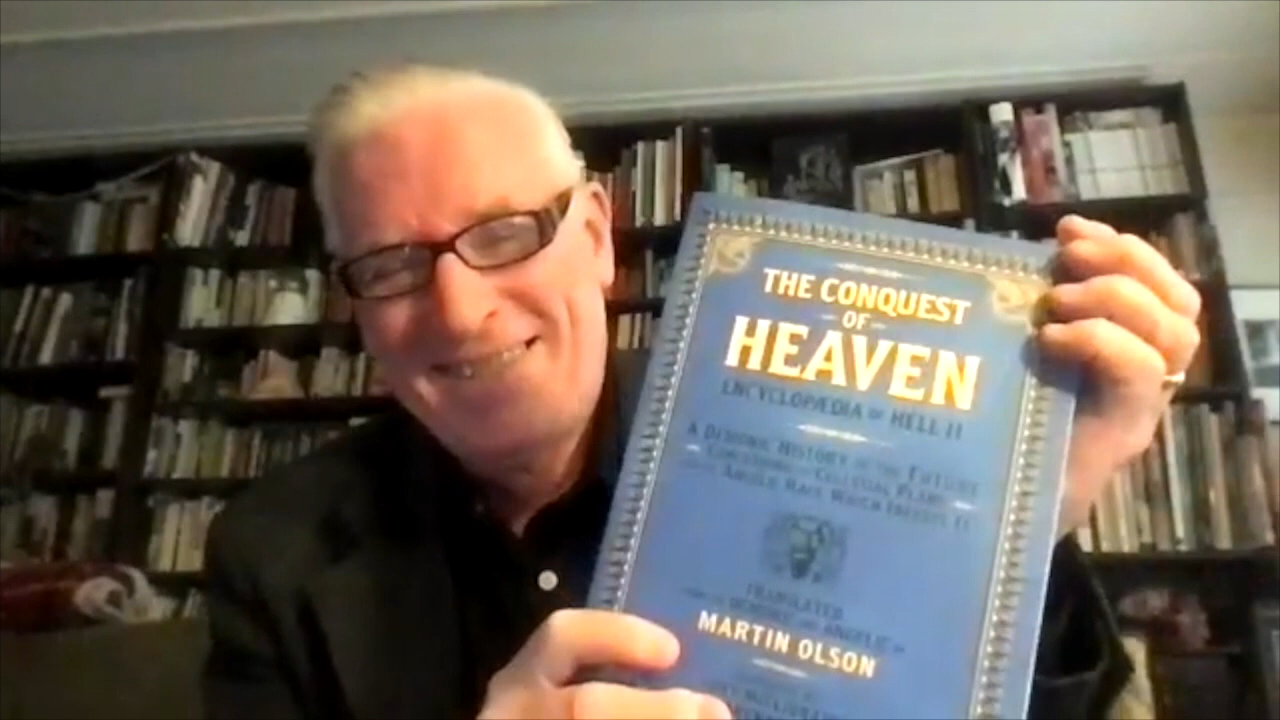 THE CONQUEST
OF
HEAVEN
ENCYCLOPÆDIA OF HELL II
A DEMONIC HISTORY OF THE FUTURE
CONCERNING THE CELESTIAL
ANGELIC RACE WHICH INFESTS IT
TRANSLATED
MARTIN OLSON